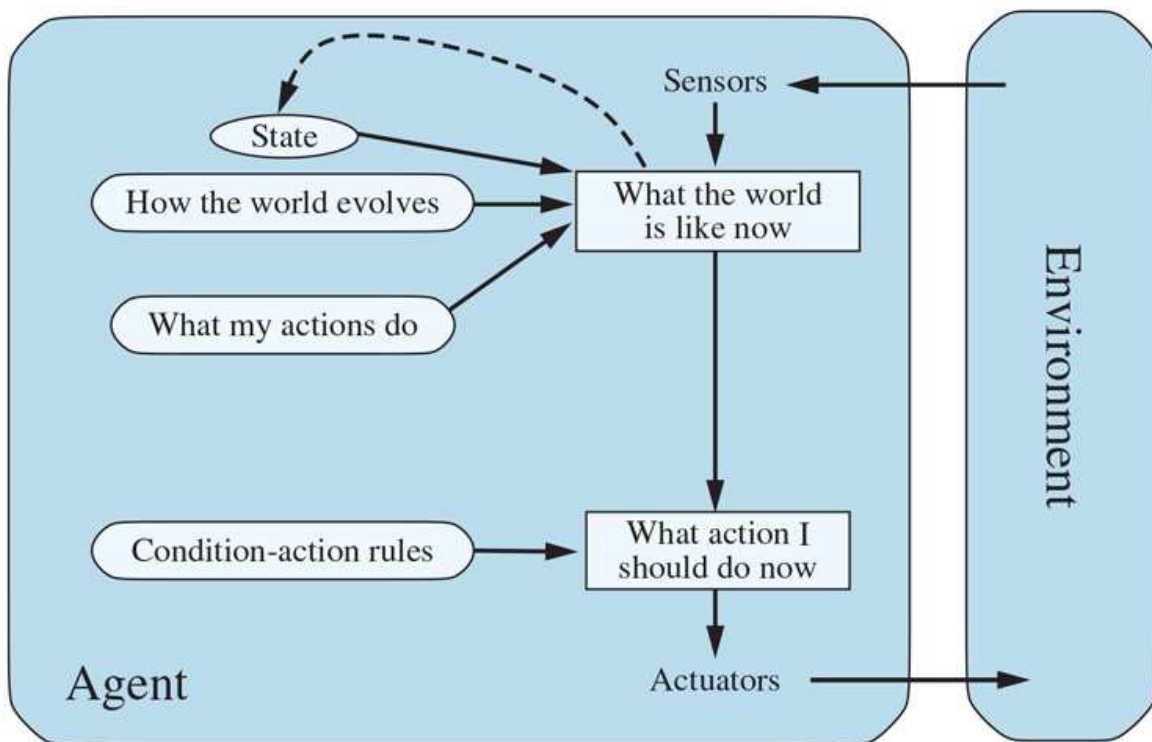 Sensors
State
How the world evolves
What the world
is like now
What my actions do
Condition-action rules
What action I
should do now
Agent
Actuators
Environment